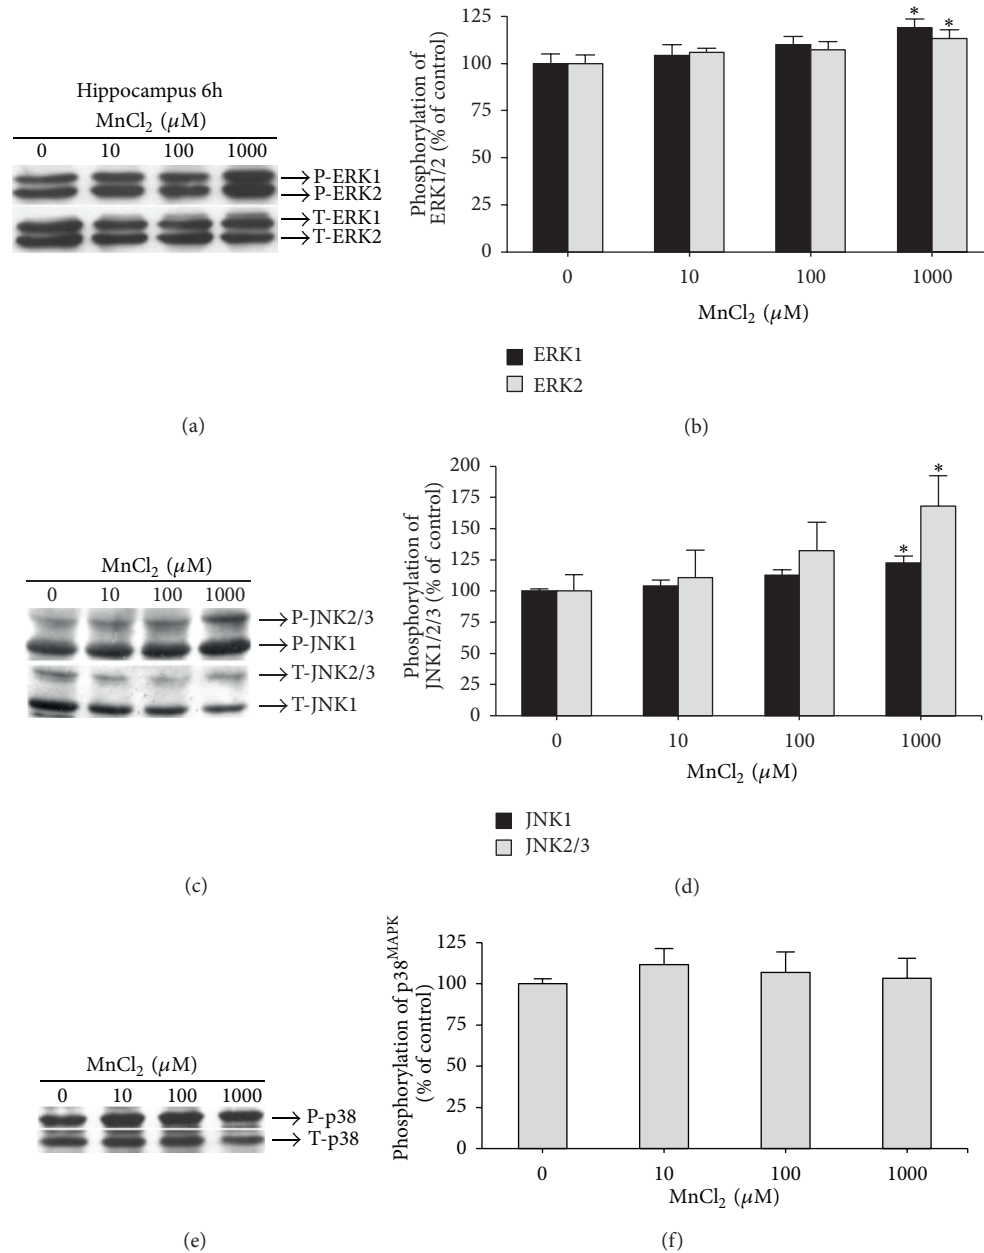 Hippocampus 6h
MnCl2 (μM)
0 10 100 1000
P-ERK1
P-ERK2
T-ERK1
T-ERK2
(a)
Phosphorylation of
ERK1/2 (% of control)
125
100
75
50
25
0
* *
0 10 100 1000
MnCl2 (μM)
ERK1
ERK2
(b)
MnCl2 (μM)
0 10 100 1000
P-JNK2/3
P-JNK1
T-JNK2/3
T-JNK1
(c)
Phosphorylation of
JNK1/2/3 (% of control)
200
175
150
125
100
75
50
25
0
* *
0 10 100 1000
MnCl2 (μM)
JNK1
JNK2/3
(d)
MnCl2 (μM)
0 10 100 1000
P-p38
T-p38
(e)
Phosphorylation of p38MAPK
(% of control)
125
100
75
50
25
0
0 10 100 1000
MnCl2 (μM)
(f)